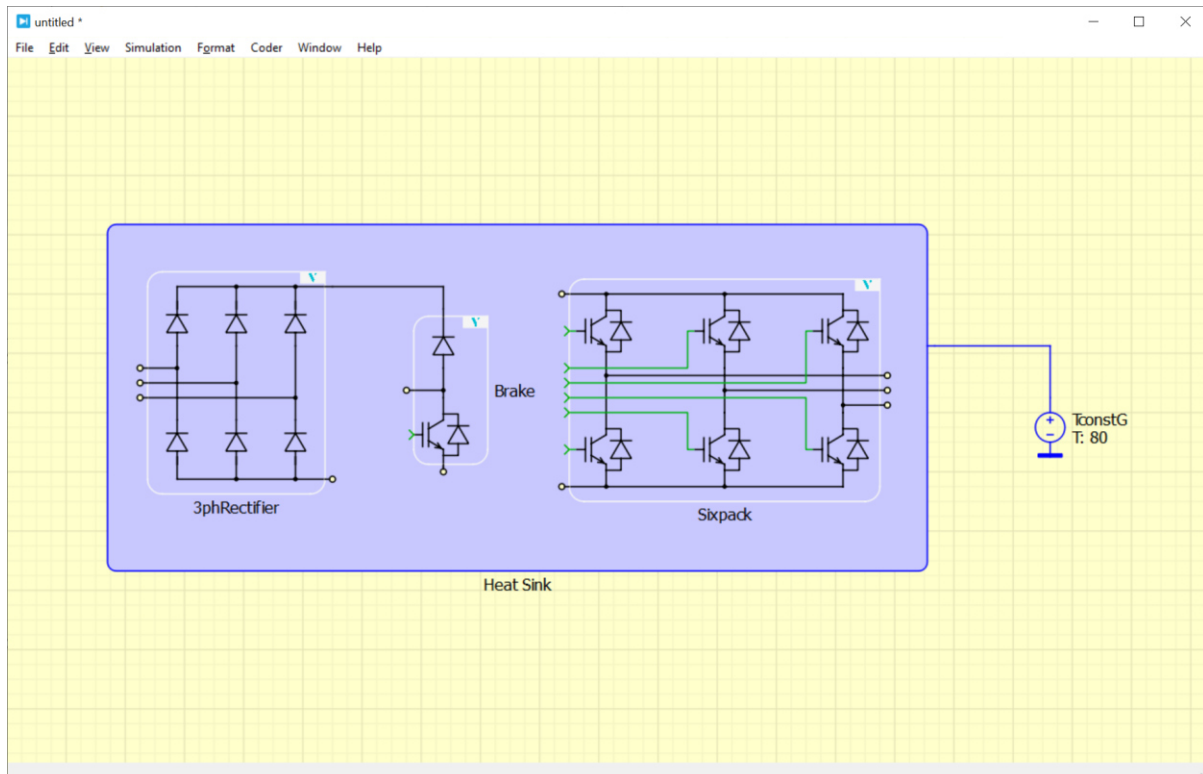 untitled *
File Edit View Simulation Format Coder Window Help
V
V
V
Brake
TconstG
T: 80
3phRectifier
Sixpack
Heat Sink